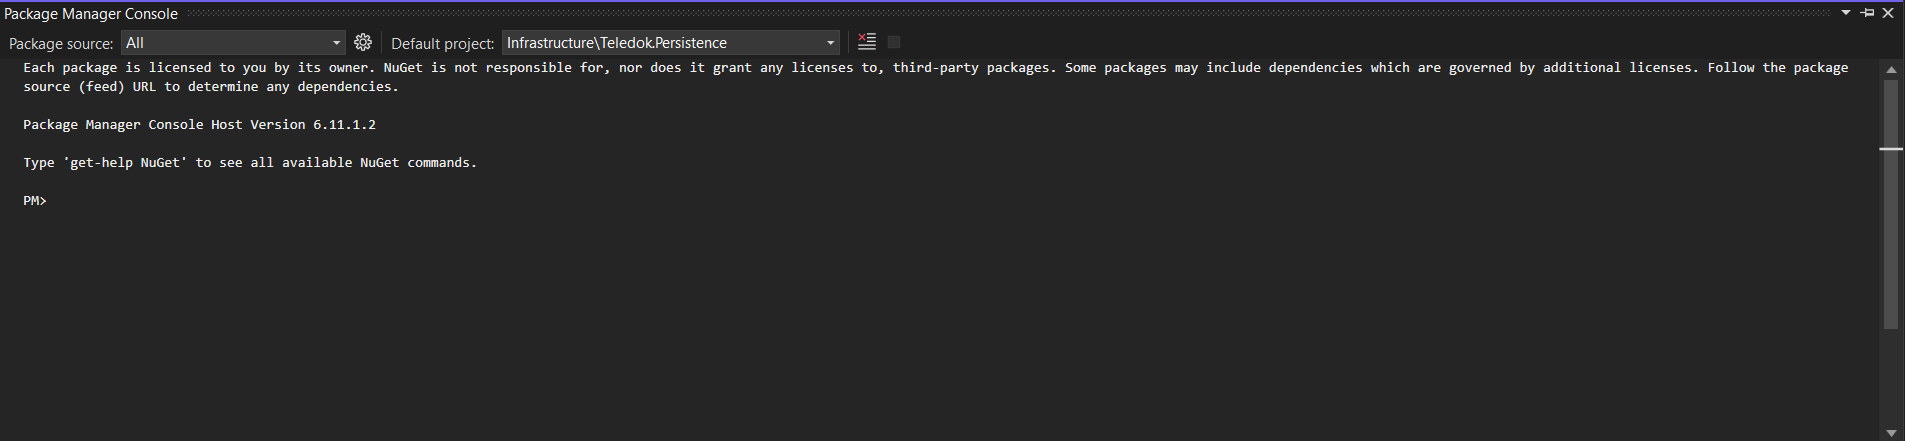 Package Manager Console
Package source: All Default project: Infrastructure\Teledok.Persistence
Each package is licensed to you by its owner. NuGet is not responsible for, nor does it grant any licenses to, third-party packages. Some packages may include dependencies which are governed by additional licenses. Follow the package
source (feed) URL to determine any dependencies.
Package Manager Console Host Version 6.11.1.2
Type 'get-help NuGet' to see all available NuGet commands.
PM>